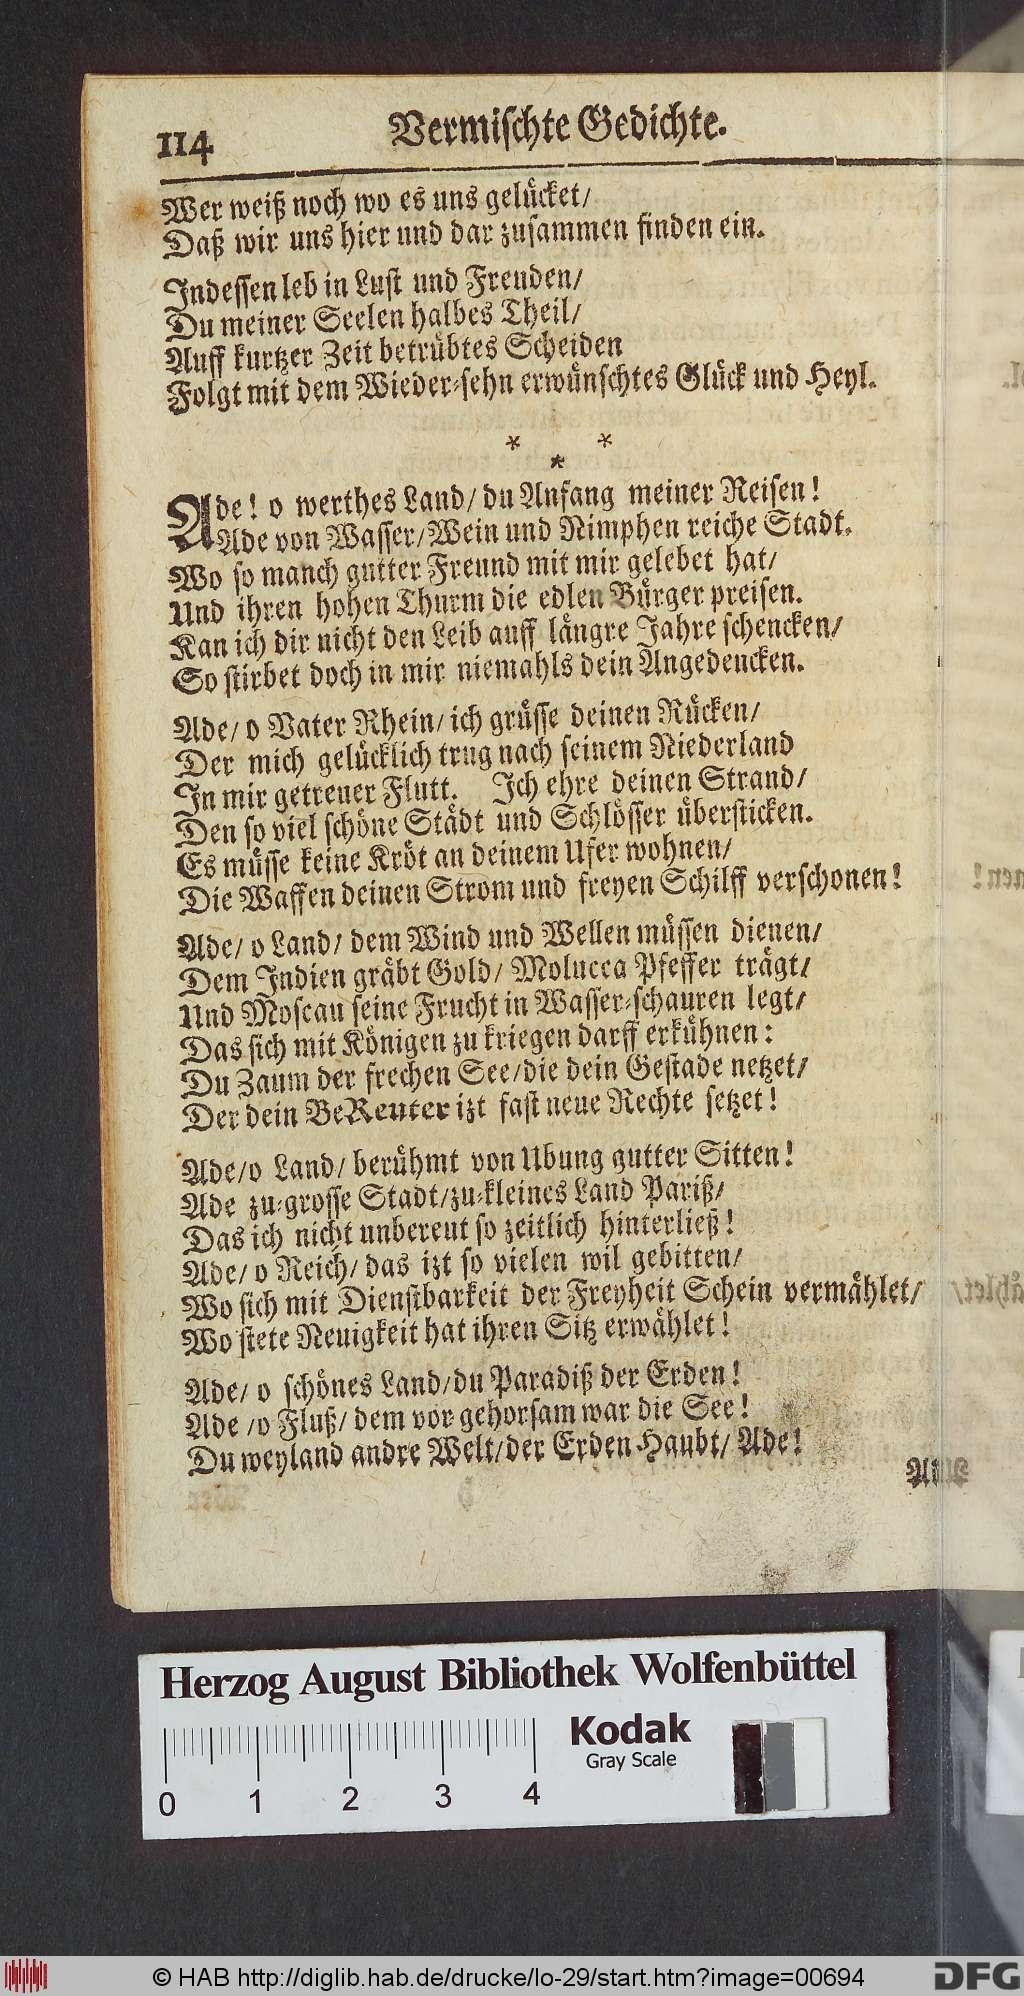 114
Vermischte Gedichte.
Wer weiß noch wo es uns gelücket/
Daß wir uns hier und dar zusammen finden ein.
Indessen leb in Lust und Freuden/
Du meiner Seelen halbes Theil/
Auff kurtzer Zeit betrübtes Scheiden
Folgt mit dem Wieder-sehn erwünschtes Glück und Heyl.
* * *
Ade! o werthes Land/ du Anfang meiner Reisen!
Ade von Wasser/ Wein und Nimphen reiche Stadt.
Wo so manch gutter Freund mit mir gelebet hat/
Und ihren hohen Thurm die edlen Bürger preisen.
Kan ich dir nicht den Leib auff längre Jahre schencken/
So stirbet doch in mir niemahls dein Angedencken.
Ade/ o Vater Rhein/ ich grüsse deinen Rücken/
Der mich gelücklich trug nach seinem Niederland
In mir getreuer Flutt. Ich ehre deinen Strand/
Den so viel schöne Städt und Schlösser übersticken.
Es müsse keine Kröt an deinem Ufer wohnen/
Die Waffen deinen Strom und freyen Schilff verschonen!
Ade/ o Land/ dem Wind und Wellen müssen dienen/
Dem Indien gräbt Gold/ Molucca Pfeffer trägt/
Und Moscau seine Frucht in Wasser-schauren legt/
Das sich mit Königen zu kriegen darff erkühnen:
Du Zaum der frechen See/ die dein Gestade netzet/
Der dein BeReuter izt fast neue Rechte setzet!
Ade/ o Land/ berühmt von Ubung gutter Sitten!
Ade zu-grosse Stadt/ zu-kleines Land Pariß/
Das ich nicht unbereut so zeitlich hinterließ!
Ade/ o Reich/ das izt so vielen wil gebitten/
Wo sich mit Dienstbarkeit der Freyheit Schein vermählet/
Wo stete Neuigkeit hat ihren Sitz erwählet!
Ade/ o schönes Land/ du Paradiß der Erden!
Ade /o Fluß/ dem vor gehorsam war die See!
Du weyland andre Welt/ der Erden Haubt/ Ade!
Herzog August Bibliothek Wolfenbüttel
Kodak
Gray Scale
0 1 2 3 4
© HAB http://diglib.hab.de/drucke/lo-29/start.htm?image=00694
DFG